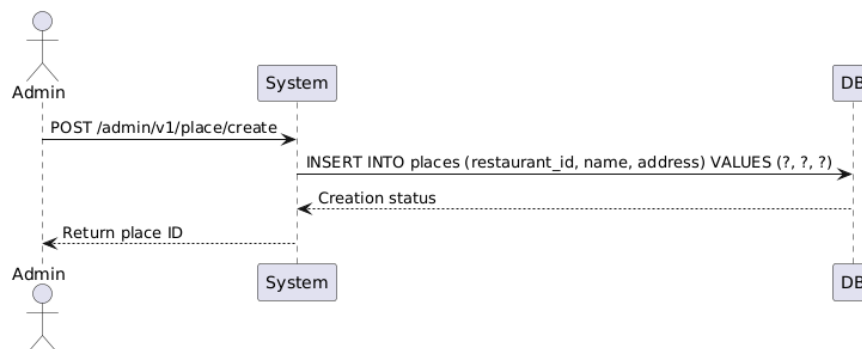 Admin
System
DB
POST /admin/v1/place/create
INSERT INTO places (restaurant_id, name, address) VALUES (?, ?, ?)
Creation status
Return place ID
Admin
System
DB